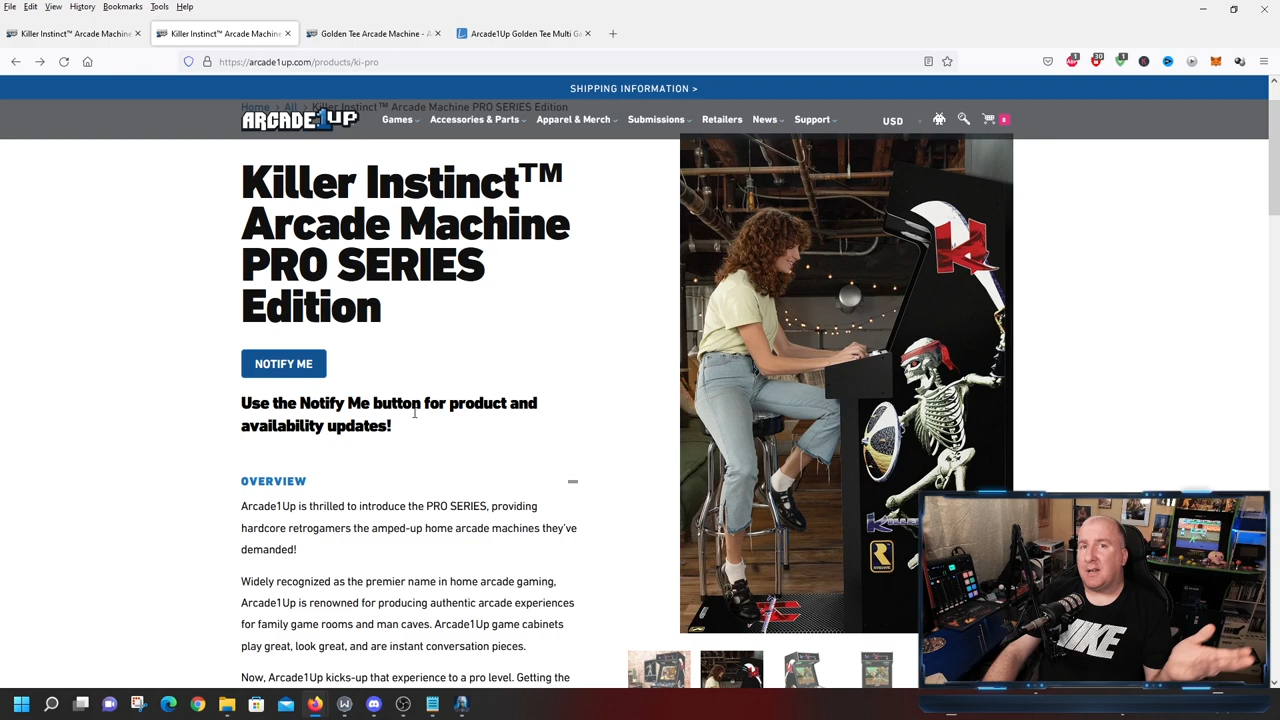 File Edit View History Bookmarks Tools Help
Killer Instinct™ Arcade Machine
Killer Instinct™ Arcade Machine
Golden Tee Arcade Machine - A
Arcade1Up Golden Tee Multi Ga
https://arcade1up.com/products/ki-pro
SHIPPING INFORMATION >
Home > All > Killer Instinct™ Arcade Machine PRO SERIES Edition
ARCADE1UP Games Accessories & Parts Apparel & Merch Submissions Retailers News Support USD 0
Killer Instinct™
Arcade Machine
PRO SERIES
Edition
NOTIFY ME
Use the Notify Me button for product and
availability updates!
OVERVIEW
Arcade1Up is thrilled to introduce the PRO SERIES, providing
hardcore retrogamers the amped-up home arcade machines they've
demanded!
Widely recognized as the premier name in home arcade gaming,
Arcade1Up is renowned for producing authentic arcade experiences
for family game rooms and man caves. Arcade1Up game cabinets
play great, look great, and are instant conversation pieces.
Now, Arcade1Up kicks-up that experience to a pro level. Getting the
NIKE